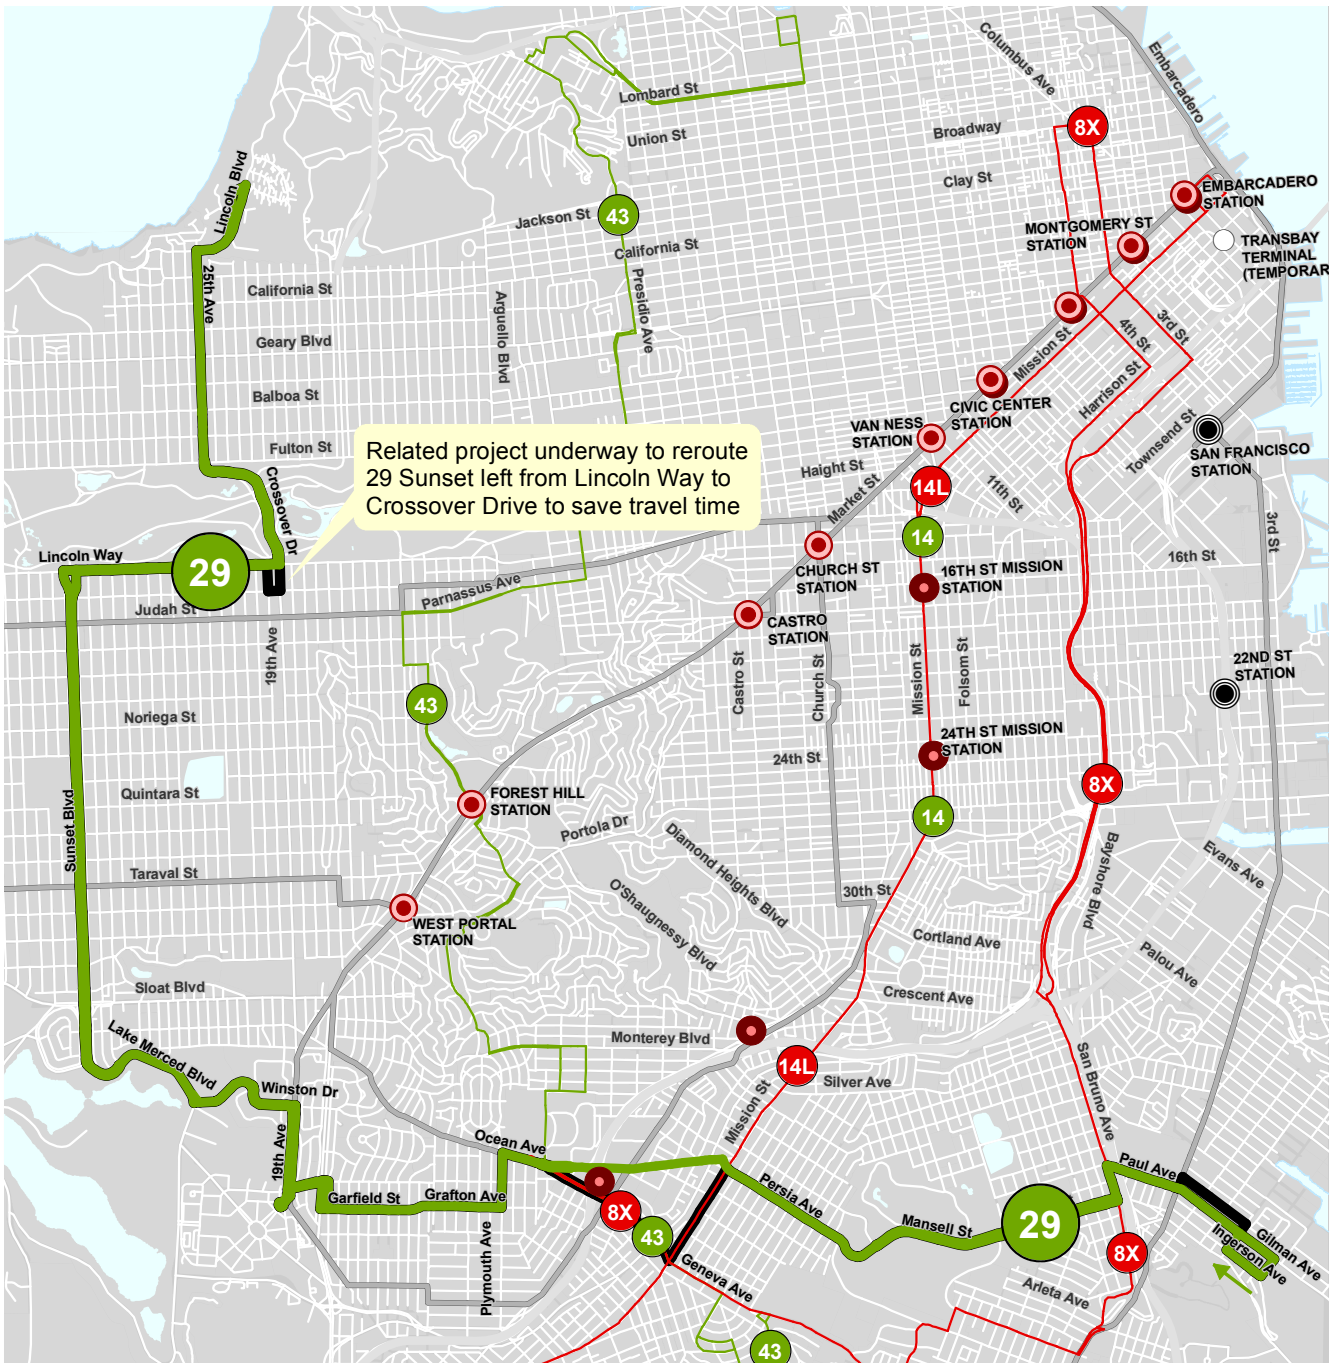 Columbus Ave
Embarcadero
Lombard St
Union St
Broadway
8X
Clay St
Lincoln Blvd
43
Jackson St
EMBARCADERO
STATION
MONTGOMERY ST
STATION
California St
TRANSBAY
TERMINAL
(TEMPORAR
25th Ave
California St
Arguello Blvd
Presidio Ave
Geary Blvd
4th St
3rd St
Mission St
Balboa St
Harrison St
CIVIC CENTER
STATION
VAN NESS
STATION
Fulton St
Townsend St
SAN FRANCISCO
STATION
Related project underway to reroute
29 Sunset left from Lincoln Way to
Crossover Drive to save travel time
Haight St
Market St
14L
11th St
Crossover Dr
3rd St
14
Lincoln Way
29
16th St
CHURCH ST
STATION
16TH ST MISSION
STATION
Parnassus Ave
Judah St
CASTRO
STATION
19th Ave
Castro St
Church St
Mission St
Folsom St
22ND ST
STATION
43
Noriega St
24TH ST MISSION
STATION
24th St
8X
Quintara St
FOREST HILL
STATION
14
Portola Dr
Diamond Heights Blvd
Sunset Blvd
Bayshore Blvd
Evans Ave
Taraval St
30th St
O'Shaugnessy Blvd
WEST PORTAL
STATION
Cortland Ave
Palou Ave
Sloat Blvd
Crescent Ave
Lake Merced Blvd
Monterey Blvd
14L
Silver Ave
San Bruno Ave
Winston Dr
Mission St
Ocean Ave
19th Ave
Paul Ave
Garfield St
Grafton Ave
Persia Ave
8X
43
Mansell St
29
Plymouth Ave
Gilman Ave
Ingerson Ave
8X
Geneva Ave
Arleta Ave
43